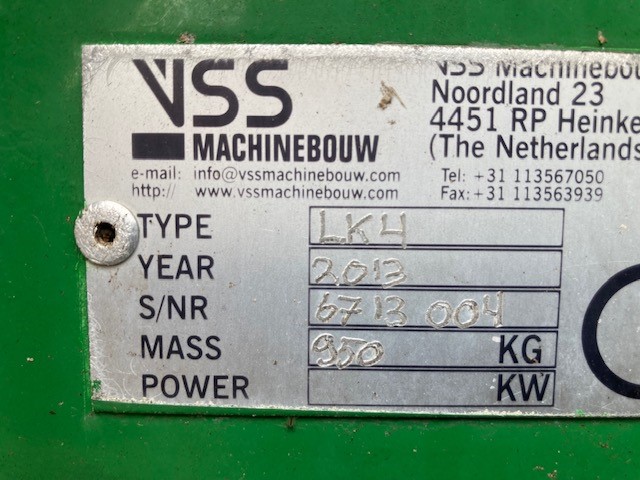 VSS
MACHINEBOUW
e-mail: info@vssmachinebouw.com
http// www.vssmachinebouw.com
VSS Machinebou
Noordland 23
4451 RP Heinke
(The Netherlands
Tel: +31 113567050
Fax: +31 113563939
TYPE LK4
YEAR 2013
S/NR 6713 004
MASS 950 KG
POWER KW